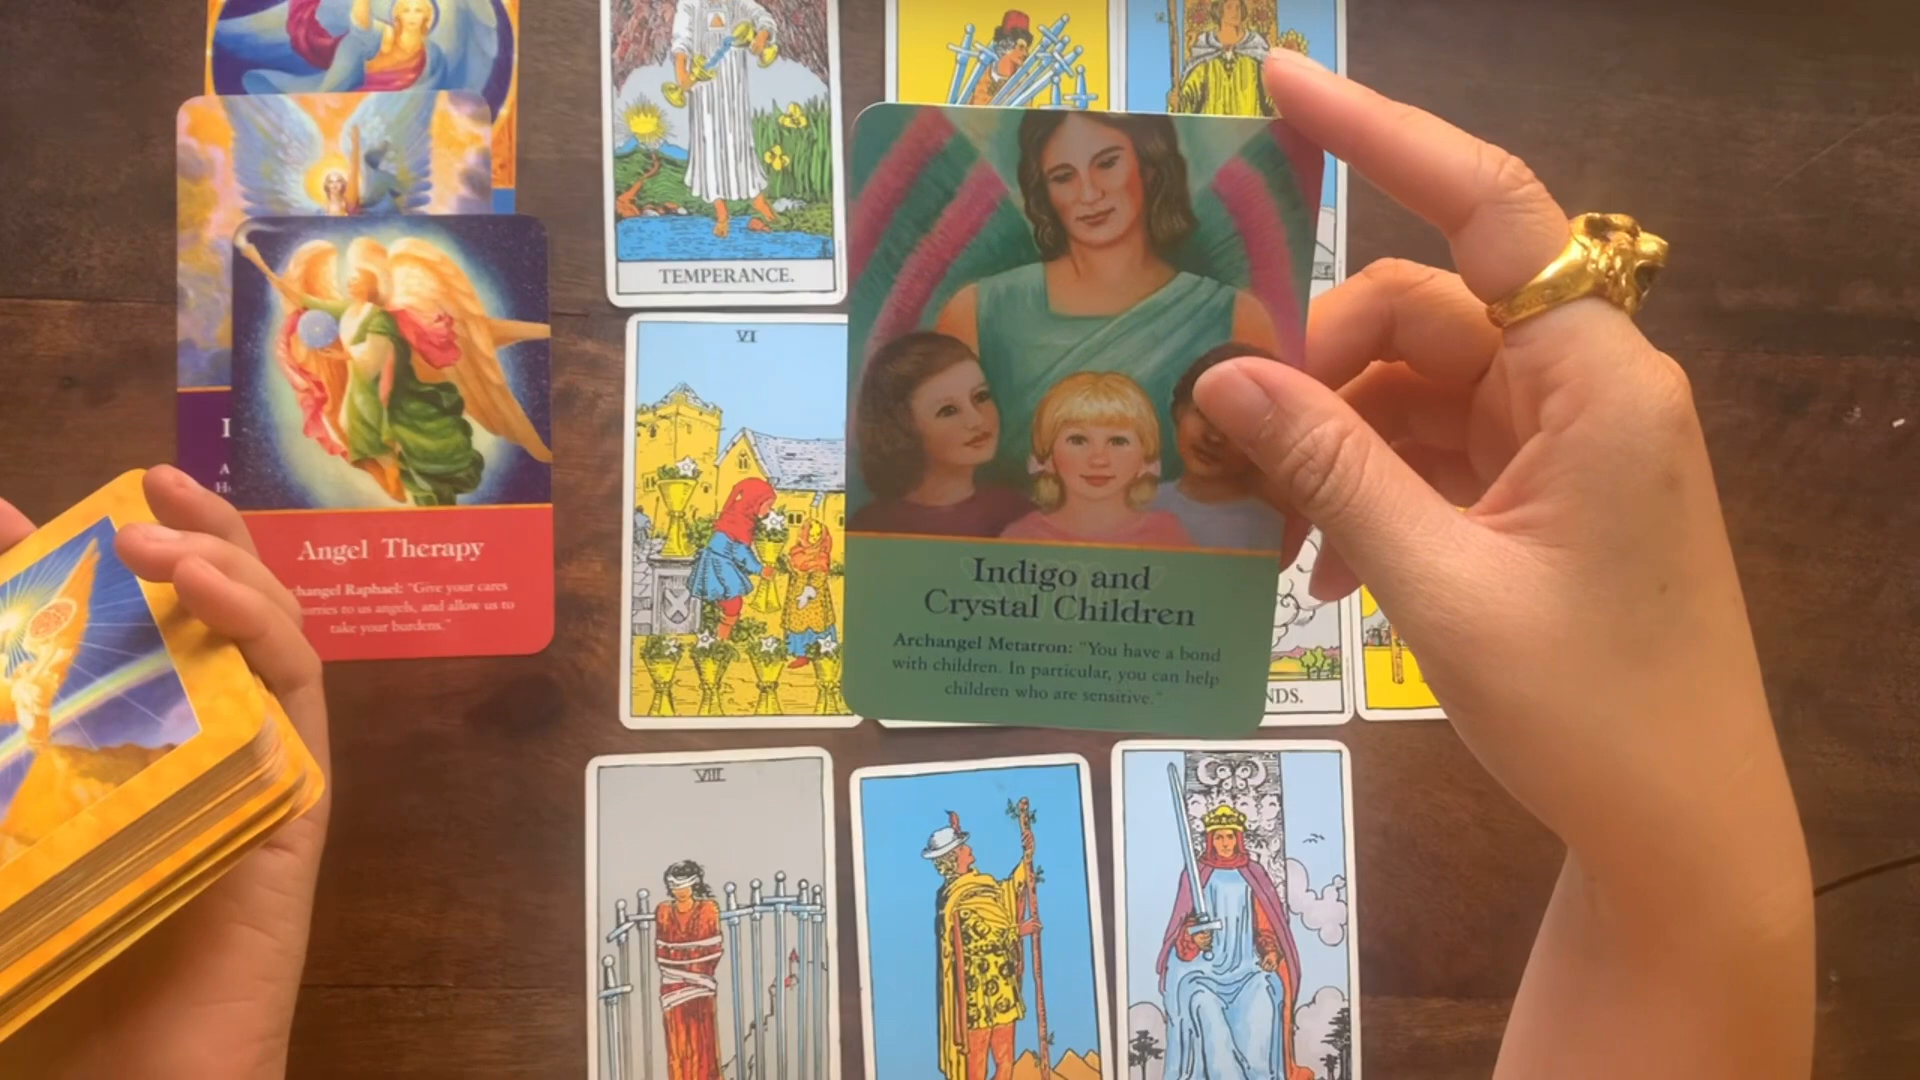 TEMPERANCE.
VI
I
A
H
Angel Therapy
changel Raphael: "Give your cares
to us angels, and allow us to
take your burdens."
Indigo and
Crystal Children
Archangel Metatron: "You have a bond
with children. In particular, you can help
children who are sensitive."
NDS.
VIII